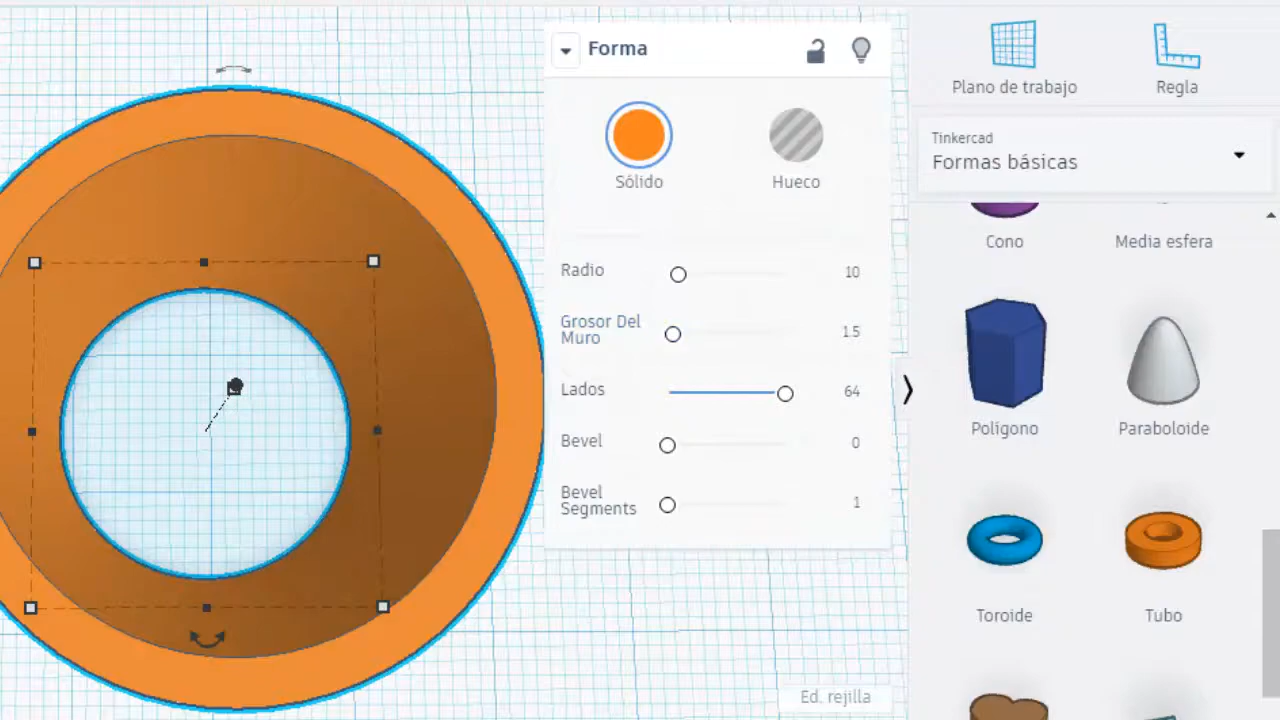 Forma
Sólido
Hueco
Radio
10
Grosor Del
Muro
1.5
Lados
64
Bevel
0
Bevel
Segments
1
Ed. rejilla
Plano de trabajo
Regla
Tinkercad
Formas básicas
Cono
Media esfera
Polígono
Paraboloide
Toroide
Tubo